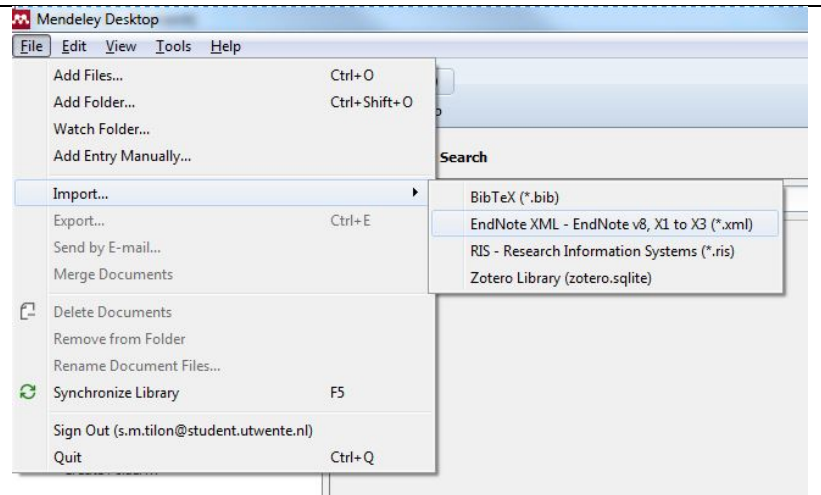 Mendeley Desktop
File Edit View Tools Help
Add Files... Ctrl+O
Add Folder... Ctrl+Shift+O
Watch Folder...
Add Entry Manually...
Search
Import...
BibTeX (*.bib)
Export... Ctrl+E
EndNote XML - EndNote v8, X1 to X3 (*.xml)
Send by E-mail...
RIS - Research Information Systems (*.ris)
Merge Documents
Zotero Library (zotero.sqlite)
Delete Documents
Remove from Folder
Rename Document Files...
Synchronize Library F5
Sign Out (s.m.tilon@student.utwente.nl)
Quit Ctrl+Q